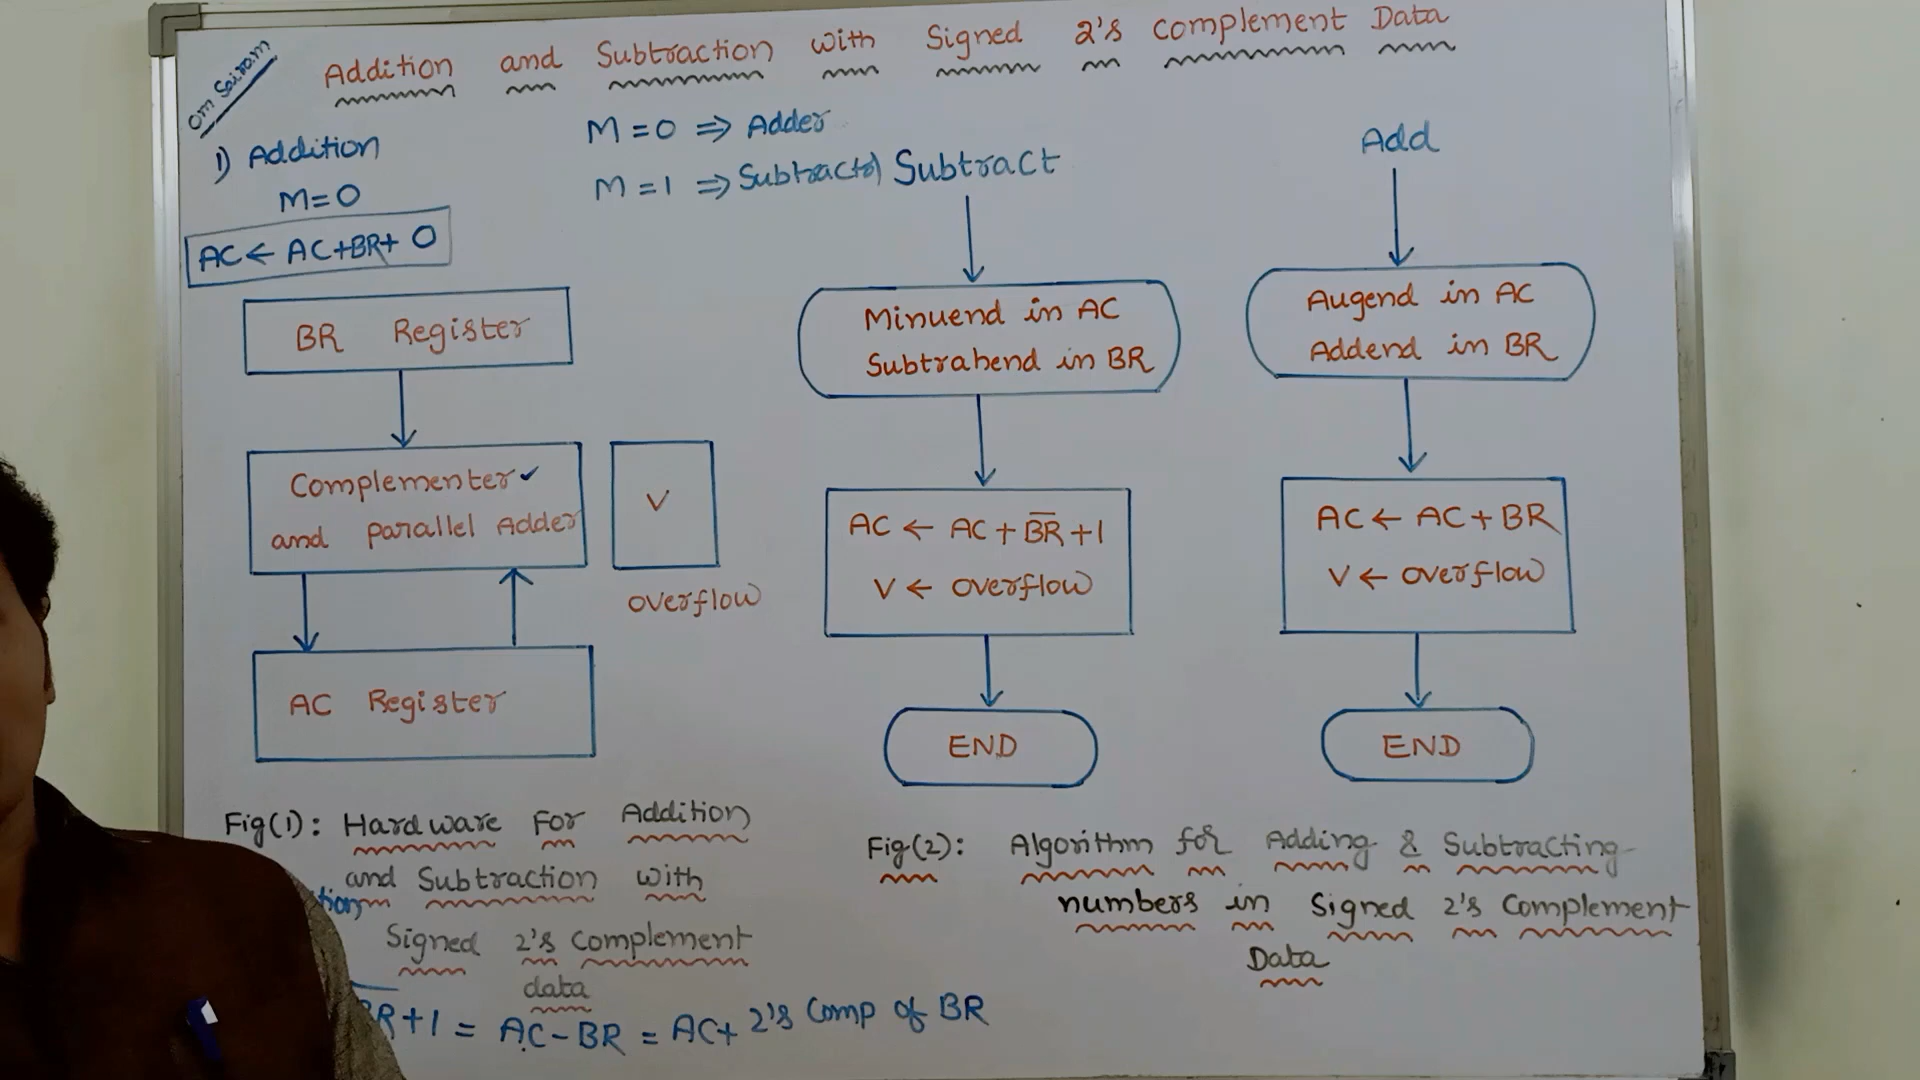 Om Sairam
Addition and Subtraction with Signed 2's Complement Data
1) Addition
M=0
AC ← AC+BR+ 0
M = 0 ⇒ Adder
M = 1 ⇒ Subtractor
Subtract
Add
BR Register
Complementer ✓
and parallel Adder
V
overflow
AC Register
Minuend in AC
Subtrahend in BR
AC ← AC + B̅R̅ + 1
V ← overflow
END
Augend in AC
Addend in BR
AC ← AC + BR
V ← overflow
END
Fig(1): Hardware For Addition
and Subtraction with
Signed 2's Complement
data
Fig(2): Algorithm for Adding & Subtracting
numbers in Signed 2's Complement
Data
+1 = AC - BR = AC + 2's Comp of BR